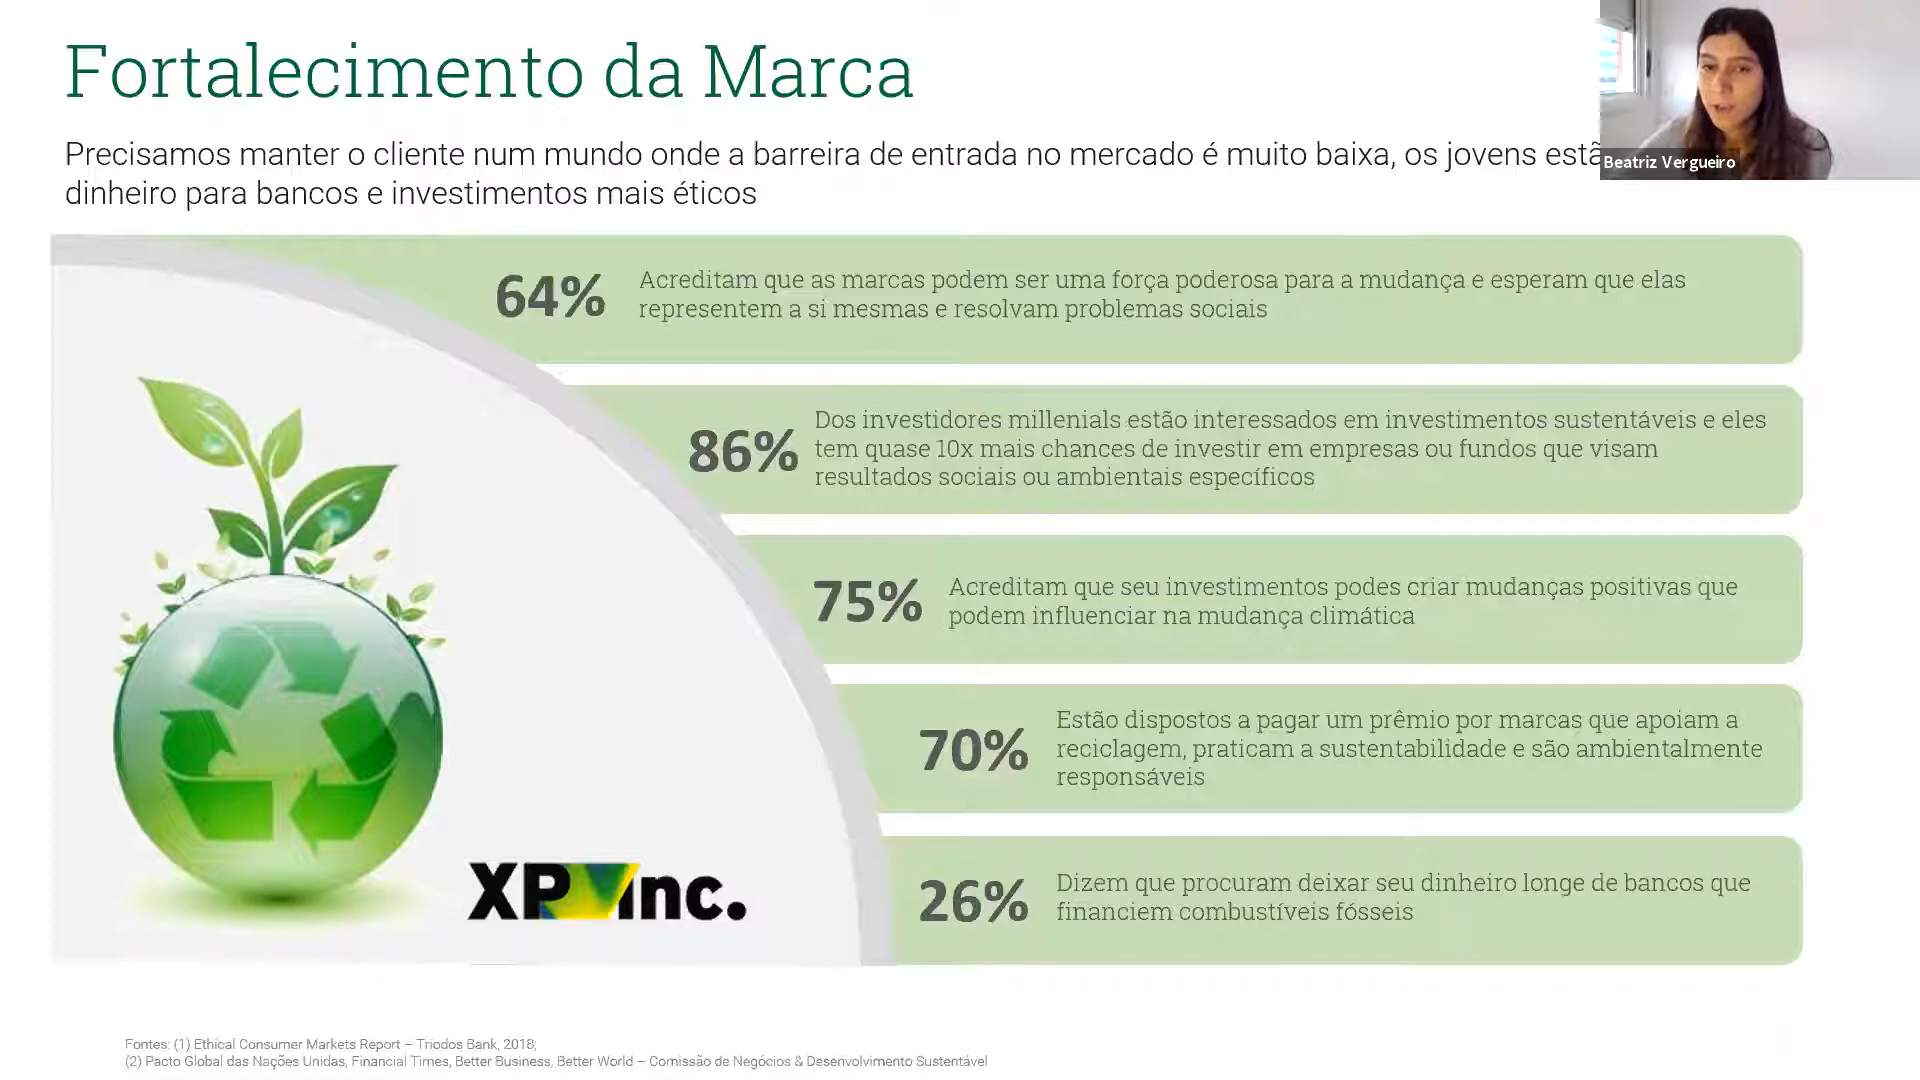 Fortalecimento da Marca
Precisamos manter o cliente num mundo onde a barreira de entrada no mercado é muito baixa, os jovens estã
dinheiro para bancos e investimentos mais éticos
Beatriz Vergueiro
64%
Acreditam que as marcas podem ser uma força poderosa para a mudança e esperam que elas
representem a si mesmas e resolvam problemas sociais
86%
Dos investidores millenials estão interessados em investimentos sustentáveis e eles
tem quase 10x mais chances de investir em empresas ou fundos que visam
resultados sociais ou ambientais específicos
75%
Acreditam que seu investimentos podes criar mudanças positivas que
podem influenciar na mudança climática
70%
Estão dispostos a pagar um prêmio por marcas que apoiam a
reciclagem, praticam a sustentabilidade e são ambientalmente
responsáveis
26%
Dizem que procuram deixar seu dinheiro longe de bancos que
financiem combustíveis fósseis
XP inc.
Fontes: (1) Ethical Consumer Markets Report – Triodos Bank, 2018;
(2) Pacto Global das Nações Unidas, Financial Times, Better Business, Better World – Comissão de Negócios & Desenvolvimento Sustentável